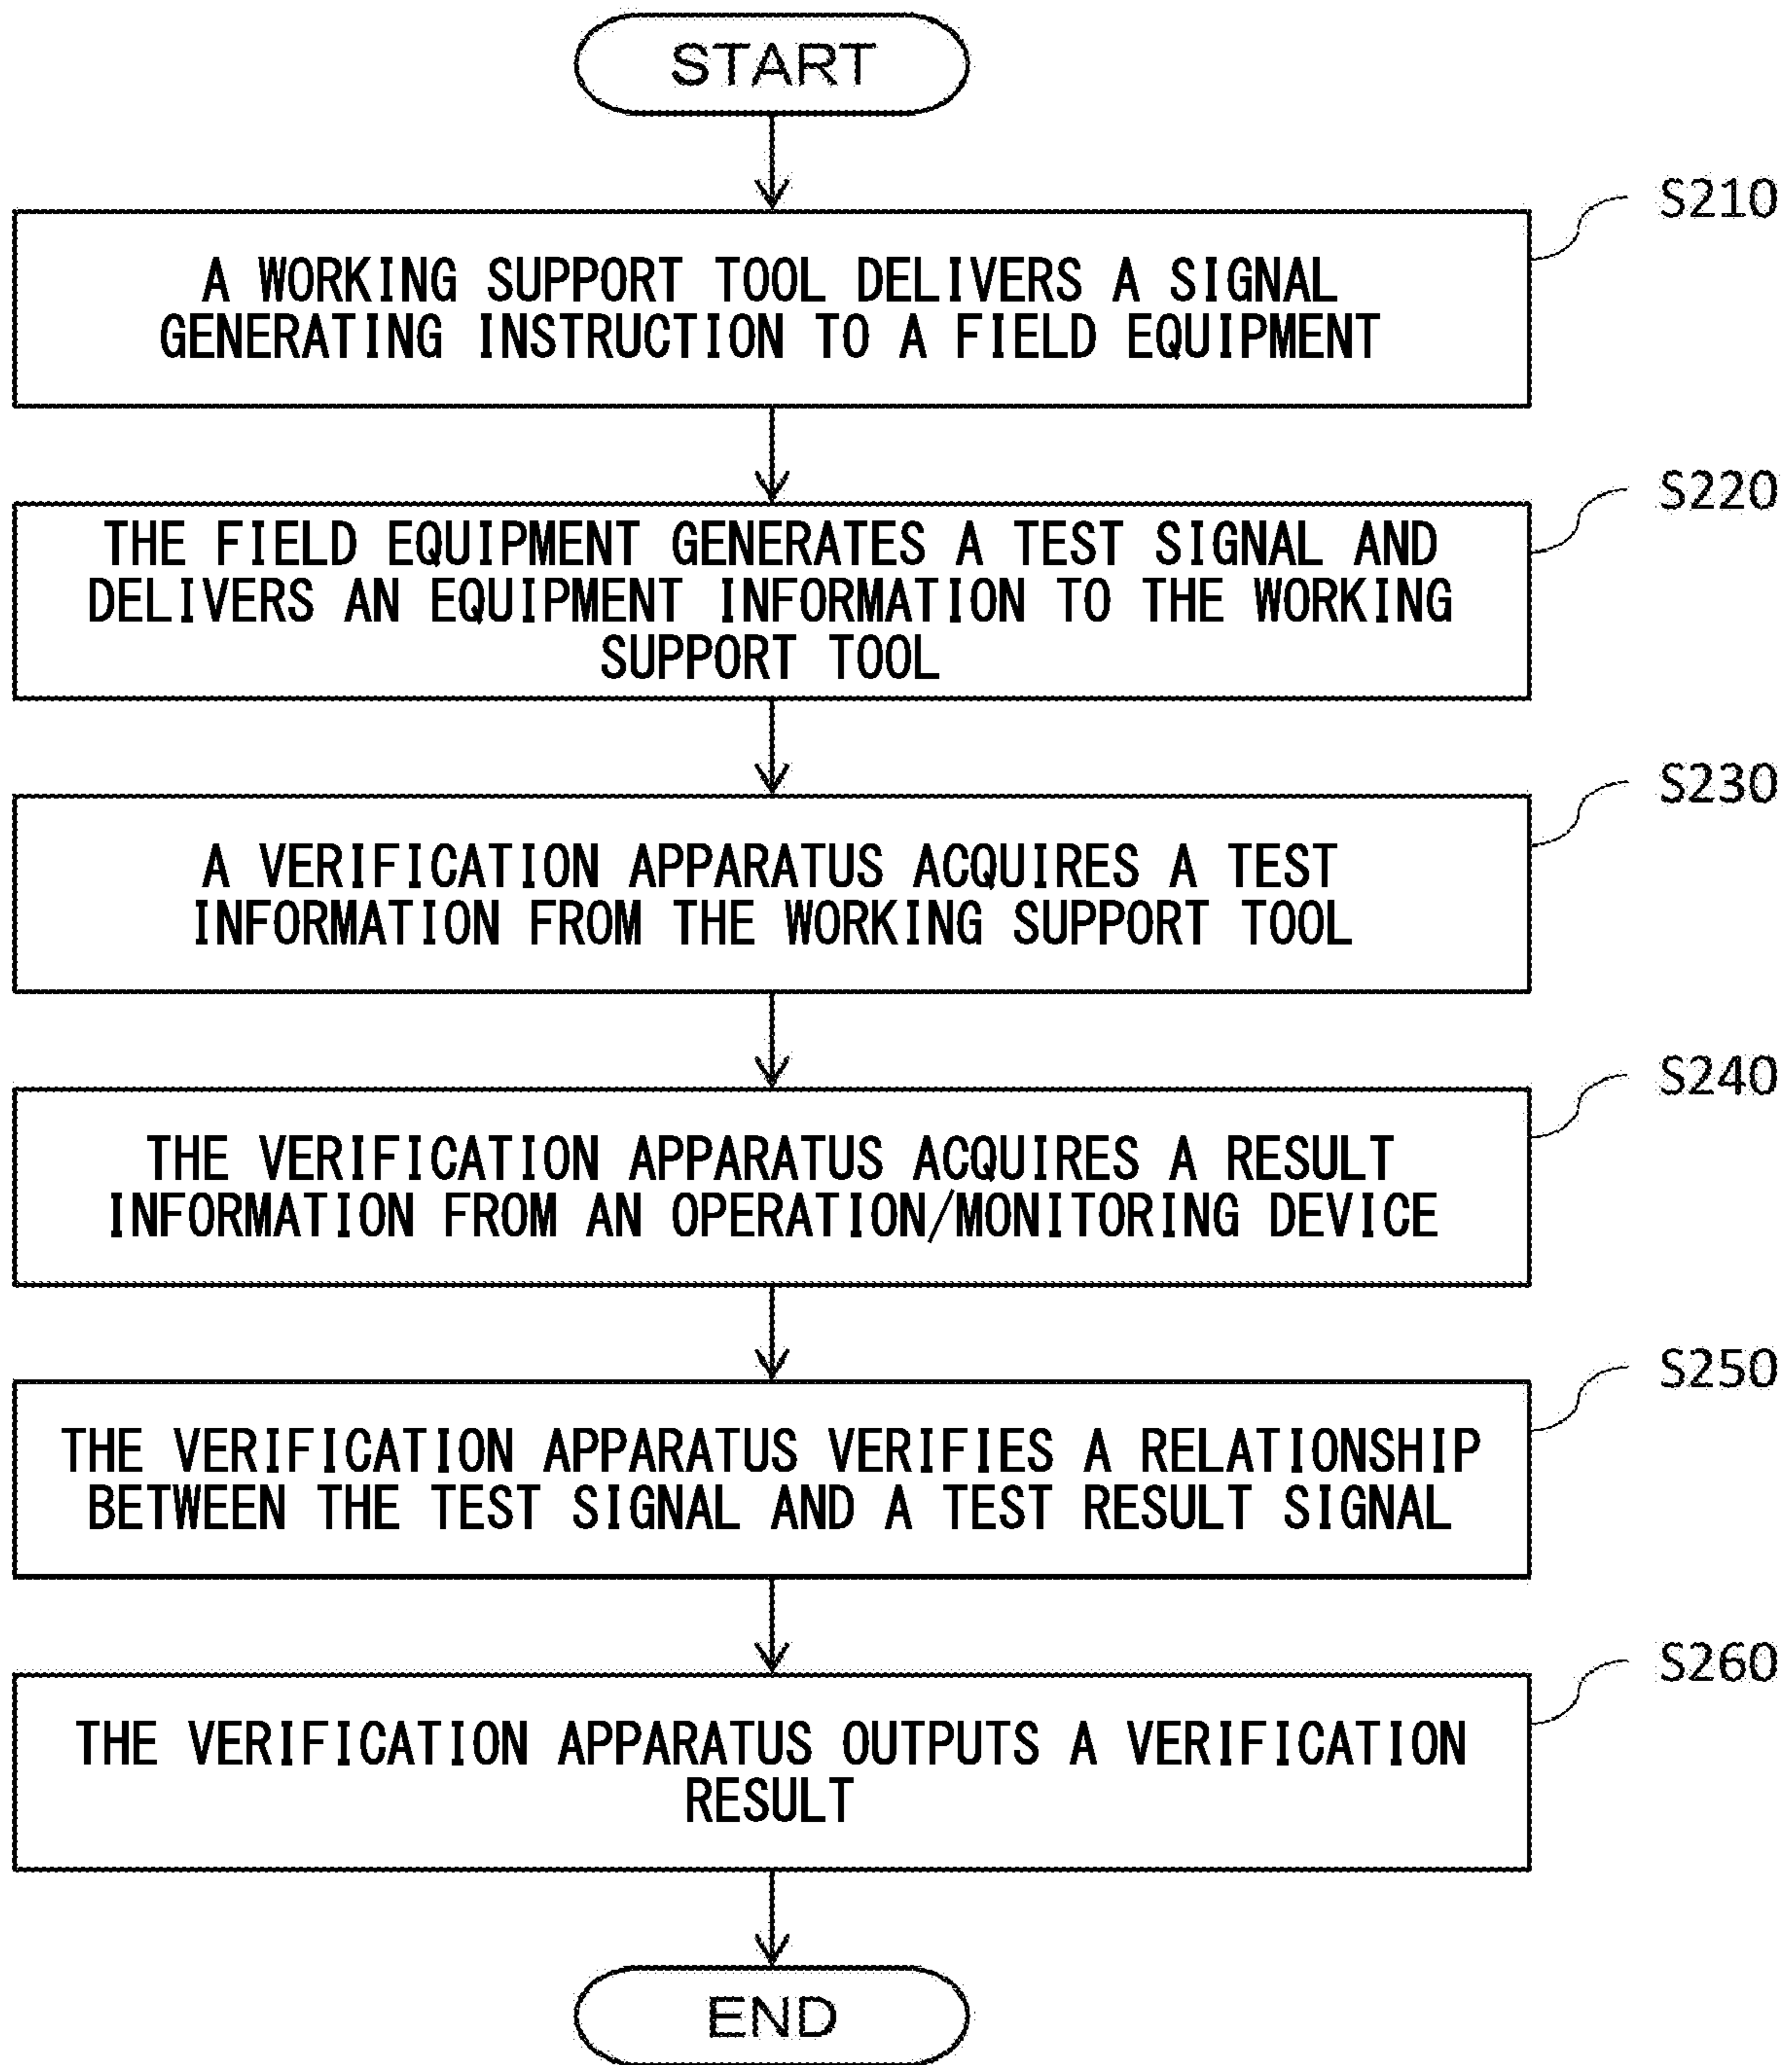 START
S210
A WORKING SUPPORT TOOL DELIVERS A SIGNAL
GENERATING INSTRUCTION TO A FIELD EQUIPMENT
S220
THE FIELD EQUIPMENT GENERATES A TEST SIGNAL AND
DELIVERS AN EQUIPMENT INFORMATION TO THE WORKING
SUPPORT TOOL
S230
A VERIFICATION APPARATUS ACQUIRES A TEST
INFORMATION FROM THE WORKING SUPPORT TOOL
S240
THE VERIFICATION APPARATUS ACQUIRES A RESULT
INFORMATION FROM AN OPERATION/MONITORING DEVICE
S250
THE VERIFICATION APPARATUS VERIFIES A RELATIONSHIP
BETWEEN THE TEST SIGNAL AND A TEST RESULT SIGNAL
S260
THE VERIFICATION APPARATUS OUTPUTS A VERIFICATION
RESULT
END